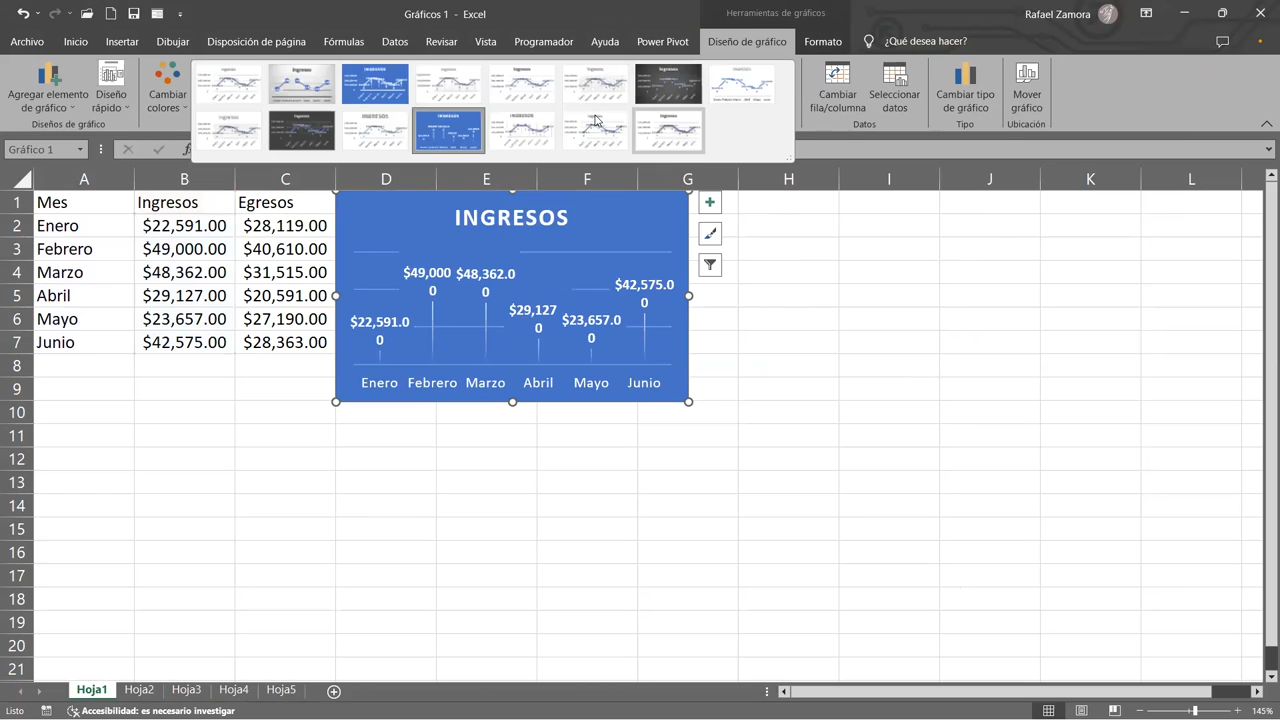 Gráficos 1 - Excel
Herramientas de gráficos
Rafael Zamora
Archivo Inicio Insertar Dibujar Disposición de página Fórmulas Datos Revisar Vista Programador Ayuda Power Pivot Diseño de gráfico Formato ¿Qué desea hacer?
Agregar elemento de gráfico
Diseño rápido
Cambiar colores
Cambiar fila/columna
Seleccionar datos
Cambiar tipo de gráfico
Mover gráfico
Diseños de gráfico
Datos
Tipo
Ubicación
Gráfico 1
A B C D E F G H I J K L
1 Mes Ingresos Egresos
2 Enero $22,591.00 $28,119.00
3 Febrero $49,000.00 $40,610.00
4 Marzo $48,362.00 $31,515.00
5 Abril $29,127.00 $20,591.00
6 Mayo $23,657.00 $27,190.00
7 Junio $42,575.00 $28,363.00
8
9
10
11
12
13
14
15
16
17
18
19
20
21
INGRESOS
$22,591.0
0
$49,000
0
$48,362.0
0
$29,127
0
$23,657.0
0
$42,575.0
0
Enero Febrero Marzo Abril Mayo Junio
Hoja1 Hoja2 Hoja3 Hoja4 Hoja5
Listo
Accesibilidad: es necesario investigar
145%